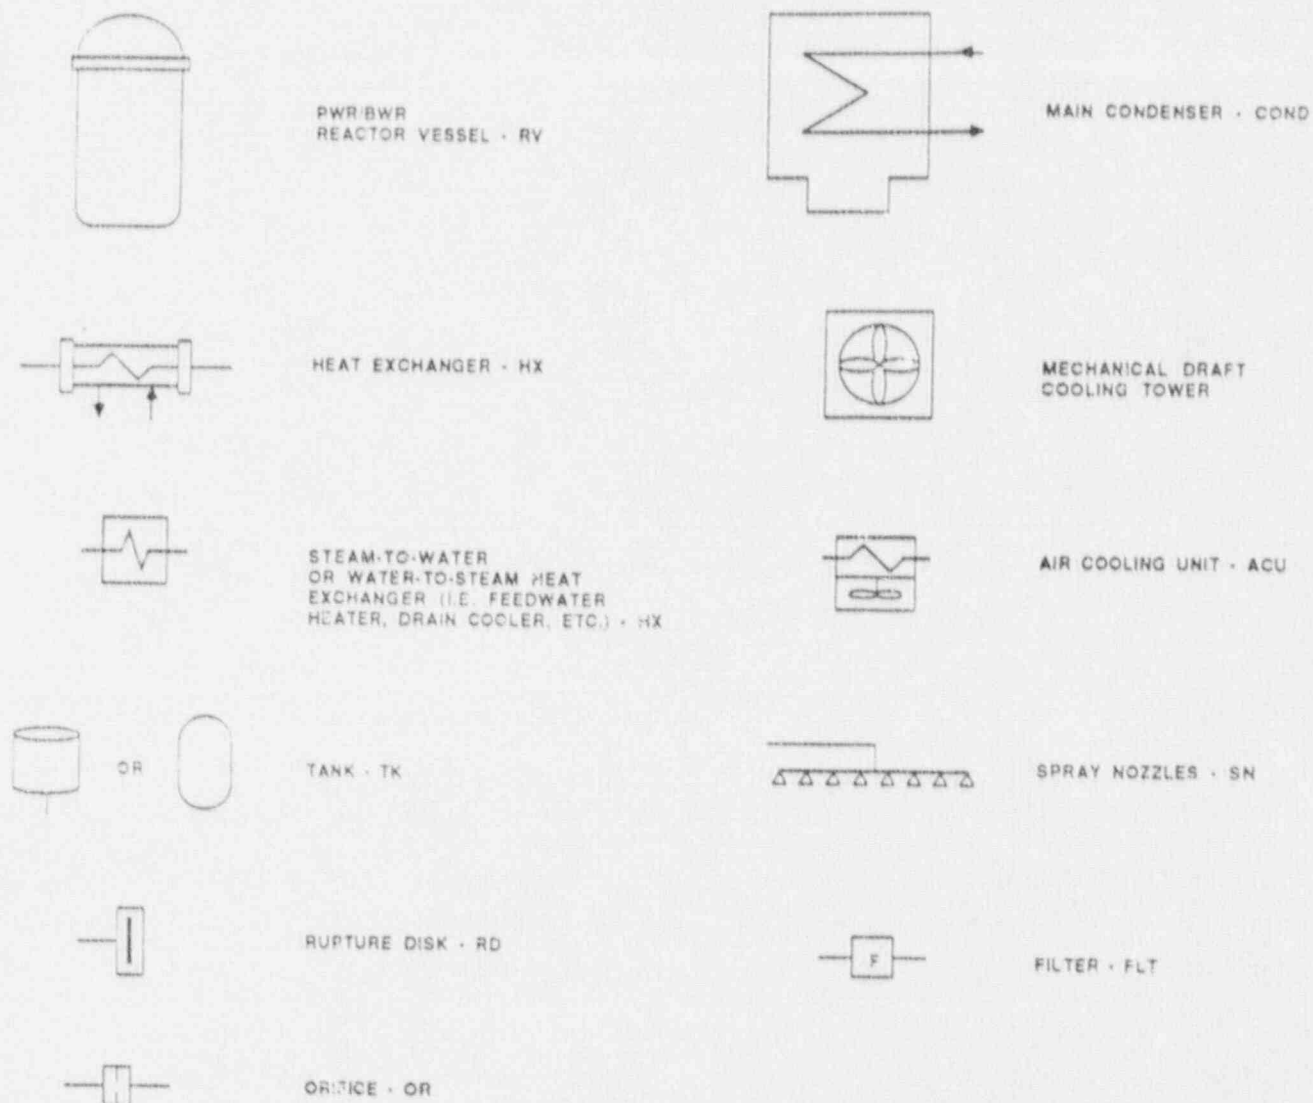 PWR/BWR
REACTOR VESSEL - RV
MAIN CONDENSER - COND
HEAT EXCHANGER - HX
MECHANICAL DRAFT
COOLING TOWER
STEAM-TO-WATER
OR WATER-TO-STEAM HEAT
EXCHANGER (I.E. FEEDWATER
HEATER, DRAIN COOLER, ETC.) - HX
AIR COOLING UNIT - ACU
OR
TANK - TK
SPRAY NOZZLES - SN
RUPTURE DISK - RD
F
FILTER - FLT
ORIFICE - OR